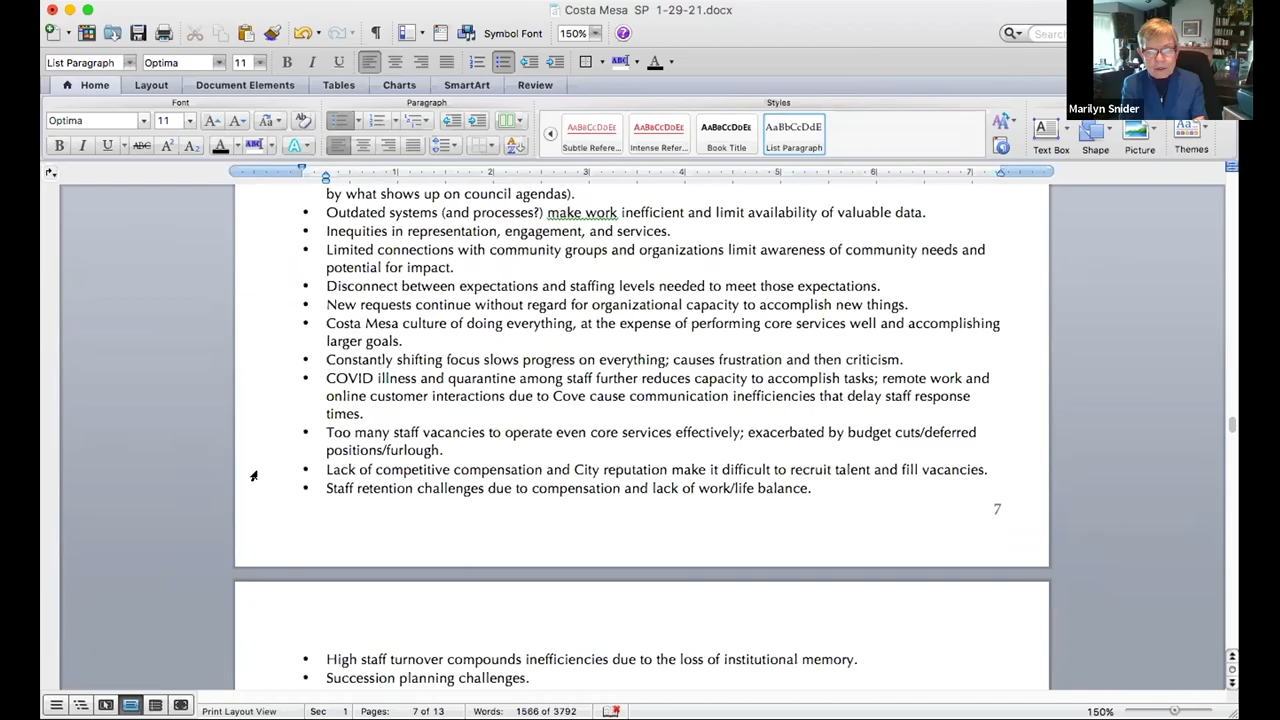 Costa Mesa  SP  1-29-21.docx
Symbol Font
150%
Search
List Paragraph
Optima
11
Home
Layout
Document Elements
Tables
Charts
SmartArt
Review
Font
Paragraph
Styles
Optima
11
AaBbCcDdEe
Subtle Refere...
AaBbCcDdEe
Intense Refer...
AaBbCcDdEe
Book Title
AaBbCcDdE
List Paragraph
Text Box
Shape
Picture
Themes
Marilyn Snider
1
2
3
4
5
6
7
by what shows up on council agendas).
• Outdated systems (and processes?) make work inefficient and limit availability of valuable data.
• Inequities in representation, engagement, and services.
• Limited connections with community groups and organizations limit awareness of community needs and
potential for impact.
• Disconnect between expectations and staffing levels needed to meet those expectations.
• New requests continue without regard for organizational capacity to accomplish new things.
• Costa Mesa culture of doing everything, at the expense of performing core services well and accomplishing
larger goals.
• Constantly shifting focus slows progress on everything; causes frustration and then criticism.
• COVID illness and quarantine among staff further reduces capacity to accomplish tasks; remote work and
online customer interactions due to Cove cause communication inefficiencies that delay staff response
times.
• Too many staff vacancies to operate even core services effectively; exacerbated by budget cuts/deferred
positions/furlough.
• Lack of competitive compensation and City reputation make it difficult to recruit talent and fill vacancies.
• Staff retention challenges due to compensation and lack of work/life balance.
7
• High staff turnover compounds inefficiencies due to the loss of institutional memory.
• Succession planning challenges.
Print Layout View
Sec 1
Pages: 7 of 13
Words: 1566 of 3792
150%